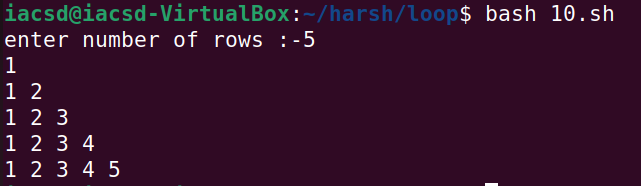 iacsd@iacsd-VirtualBox:~/harsh/loop$ bash 10.sh
enter number of rows :-5
1
1 2
1 2 3
1 2 3 4
1 2 3 4 5